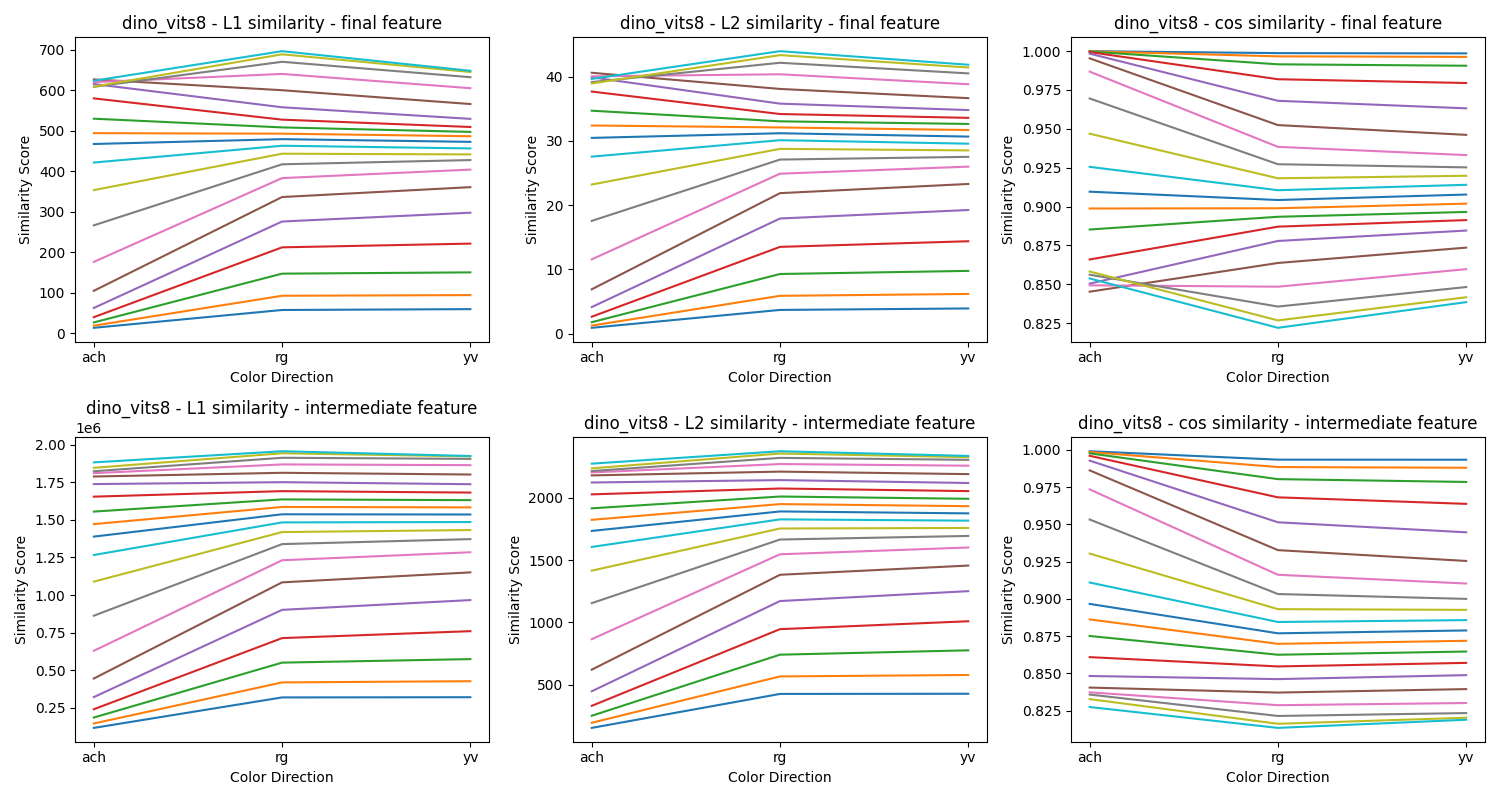 dino_vits8 - L1 similarity - final feature
700
600
500
400
300
200
100
0
Similarity Score
ach rg yv
Color Direction
dino_vits8 - L2 similarity - final feature
40
30
20
10
0
Similarity Score
ach rg yv
Color Direction
dino_vits8 - cos similarity - final feature
1.000
0.975
0.950
0.925
0.900
0.875
0.850
0.825
Similarity Score
ach rg yv
Color Direction
dino_vits8 - L1 similarity - intermediate feature
1e6
2.00
1.75
1.50
1.25
1.00
0.75
0.50
0.25
Similarity Score
ach rg yv
Color Direction
dino_vits8 - L2 similarity - intermediate feature
2000
1500
1000
500
Similarity Score
ach rg yv
Color Direction
dino_vits8 - cos similarity - intermediate feature
1.000
0.975
0.950
0.925
0.900
0.875
0.850
0.825
Similarity Score
ach rg yv
Color Direction